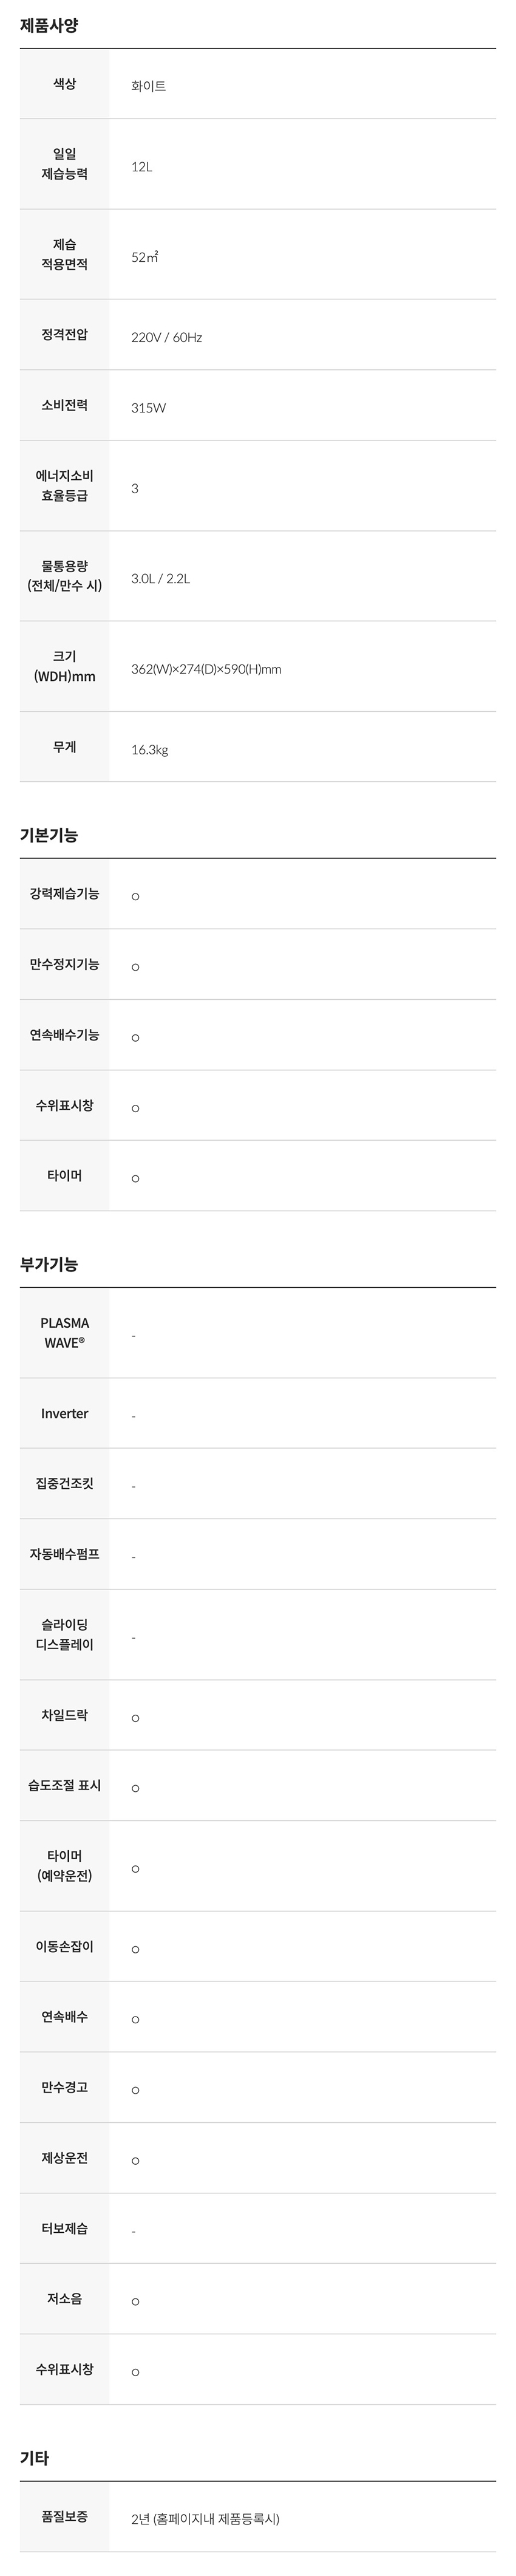 제품사양
색상
화이트
일일
제습능력
12L
제습
적용면적
52㎡
정격전압
220V / 60Hz
소비전력
315W
에너지소비
효율등급
3
물통용량
(전체/만수 시)
3.0L / 2.2L
크기
(WDH)mm
362(W)×274(D)×590(H)mm
무게
16.3kg
기본기능
강력제습기능
○
만수정지기능
○
연속배수기능
○
수위표시창
○
타이머
○
부가기능
PLASMA
WAVE®
-
Inverter
-
집중건조킷
-
자동배수펌프
-
슬라이딩
디스플레이
-
차일드락
○
습도조절 표시
○
타이머
(예약운전)
○
이동손잡이
○
연속배수
○
만수경고
○
제상운전
○
터보제습
-
저소음
○
수위표시창
○
기타
품질보증
2년 (홈페이지내 제품등록시)